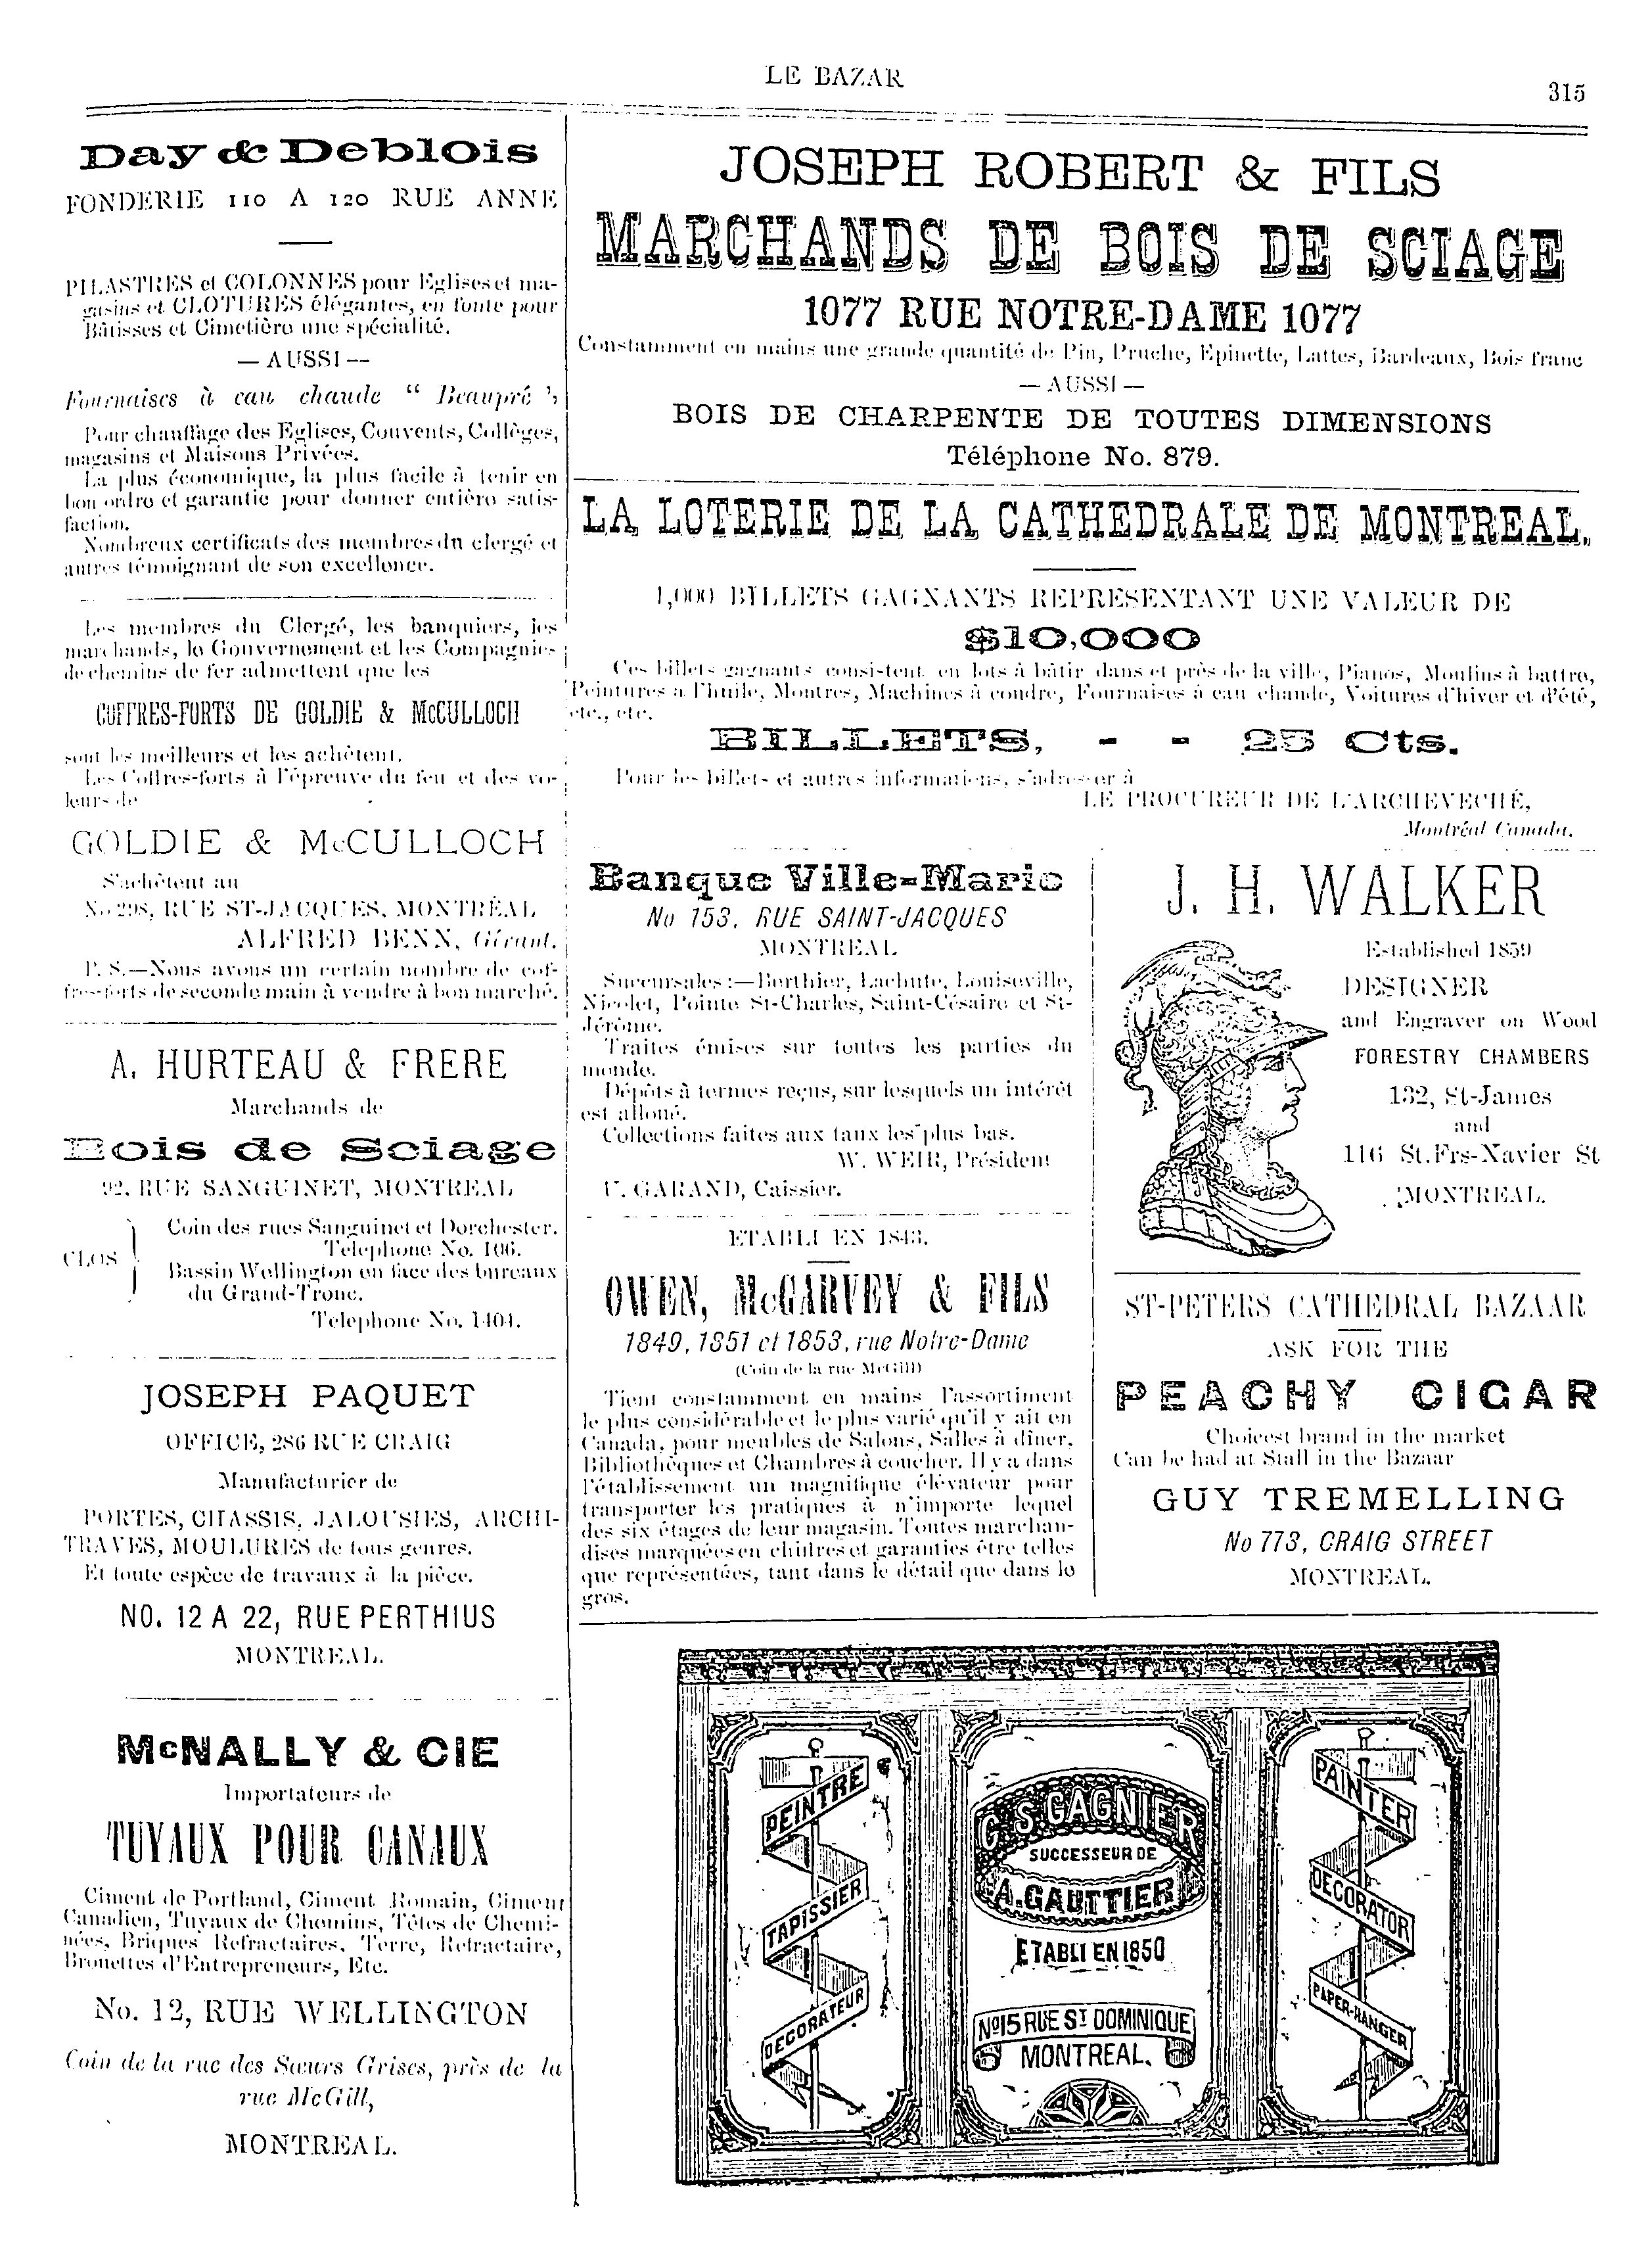 LE BAZAR
315
Day & Deblois
FONDERIE 110 A 120 RUE ANNE
PILASTRES et COLONNES pour Eglises et ma-
gasins et CLOTURES élégantes, en fonte pour
Bâtisses et Cimetière une spécialité.
— AUSSI —
Fournaises à eau chaude “ Beaupré ”
Pour chauffage des Eglises, Couvents, Collèges,
magasins et Maisons Privées.
La plus économique, la plus facile à tenir en
bon ordre et garantie pour donner entière satis-
faction.
Nombreux certificats des membres du clergé et
autres témoignant de son excellence.
Les membres du Clergé, les banquiers, les
marchands, le Gouvernement et les Compagnies
de chemins de fer admettent que les
COFFRES-FORTS DE GOLDIE & McCULLOCH
sont les meilleurs et les achètent.
Les Coffres-forts à l'épreuve du feu et des vo-
leurs de
GOLDIE & McCULLOCH
S'achètent au
No 298, RUE ST-JACQUES, MONTRÉAL
ALFRED BENN, Gérant.
P. S.—Nous avons un certain nombre de cof-
fres-forts de seconde main à vendre à bon marché.
A. HURTEAU & FRERE
Marchands de
Bois de Sciage
92, RUE SANGUINET, MONTREAL
CLOS
Coin des rues Sanguinet et Dorchester.
Telephone No. 106.
Bassin Wellington en face des bureaux
du Grand-Tronc.
Telephone No. 1404.
JOSEPH PAQUET
OFFICE, 286 RUE CRAIG
Manufacturier de
PORTES, CHASSIS, JALOUSIES, ARCHI-
TRAVES, MOULURES de tous genres.
Et toute espèce de travaux à la pièce.
NO. 12 A 22, RUE PERTHIUS
MONTREAL.
McNALLY & CIE
Importateurs de
TUYAUX POUR CANAUX
Ciment de Portland, Ciment Romain, Ciment
Canadien, Tuyaux de Chemins, Têtes de Chemi-
nées, Briques Refractaires, Terre, Refractaire,
Brouettes d'Entrepreneurs, Etc.
No. 12, RUE WELLINGTON
Coin de la rue des Sœurs Grises, près de la
rue McGill,
MONTREAL.
JOSEPH ROBERT & FILS
MARCHANDS DE BOIS DE SCIAGE
1077 RUE NOTRE-DAME 1077
Constamment en mains une grande quantité de Pin, Pruche, Epinette, Lattes, Bardeaux, Bois franc
— AUSSI —
BOIS DE CHARPENTE DE TOUTES DIMENSIONS
Téléphone No. 879.
LA LOTERIE DE LA CATHEDRALE DE MONTREAL.
1,000 BILLETS GAGNANTS REPRESENTANT UNE VALEUR DE
$10,000
Ces billets gagnants consistent en lots à bâtir dans et près de la ville, Pianos, Moulins à battre,
Peintures a l'huile, Montres, Machines à coudre, Fournaises à eau chaude, Voitures d'hiver et d'été,
etc., etc.
BILLETS, - - 25 Cts.
Pour les billets et autres informations, s'adresser à
LE PROCUREUR DE L'ARCHEVECHÉ,
Montréal Canada.
Banque Ville-Marie
No 153, RUE SAINT-JACQUES
MONTREAL
Succursales :—Berthier, Lachute, Louiseville,
Nicolet, Pointe St-Charles, Saint-Césaire et St-
Jérôme.
Traites émises sur toutes les parties du
monde.
Dépôts à termes reçus, sur lesquels un intérêt
est alloué.
Collections faites aux taux les plus bas.
W. WEIR, Président
U. GARAND, Caissier.
ETABLI EN 1843.
OWEN, McGARVEY & FILS
1849, 1851 et 1853, rue Notre-Dame
(Coin de la rue McGill)
Tient constamment en mains l'assortiment
le plus considérable et le plus varié qu'il y ait en
Canada, pour meubles de Salons, Salles à diner,
Bibliothèques et Chambres à coucher. Il y a dans
l'établissement un magnifique élévateur pour
transporter les pratiques à n'importe lequel
des six étages de leur magasin. Toutes marchan-
dises marquées en chiffres et garanties être telles
que représentées, tant dans le détail que dans le
gros.
J. H. WALKER
Established 1859
DESIGNER
and Engraver on Wood
FORESTRY CHAMBERS
132, St-James
and
116 St.Frs-Xavier St
MONTREAL.
ST-PETERS CATHEDRAL BAZAAR
ASK FOR THE
PEACHY CIGAR
Choicest brand in the market
Can be had at Stall in the Bazaar
GUY TREMELLING
No 773, CRAIG STREET
MONTREAL.
PEINTRE
TAPISSIER
DECORATEUR
C. S. GAGNIER
SUCCESSEUR DE
A. GAUTTIER
ETABLI EN 1850
No 15 RUE ST DOMINIQUE
MONTREAL.
PAINTER
DECORATOR
PAPER-HANGER